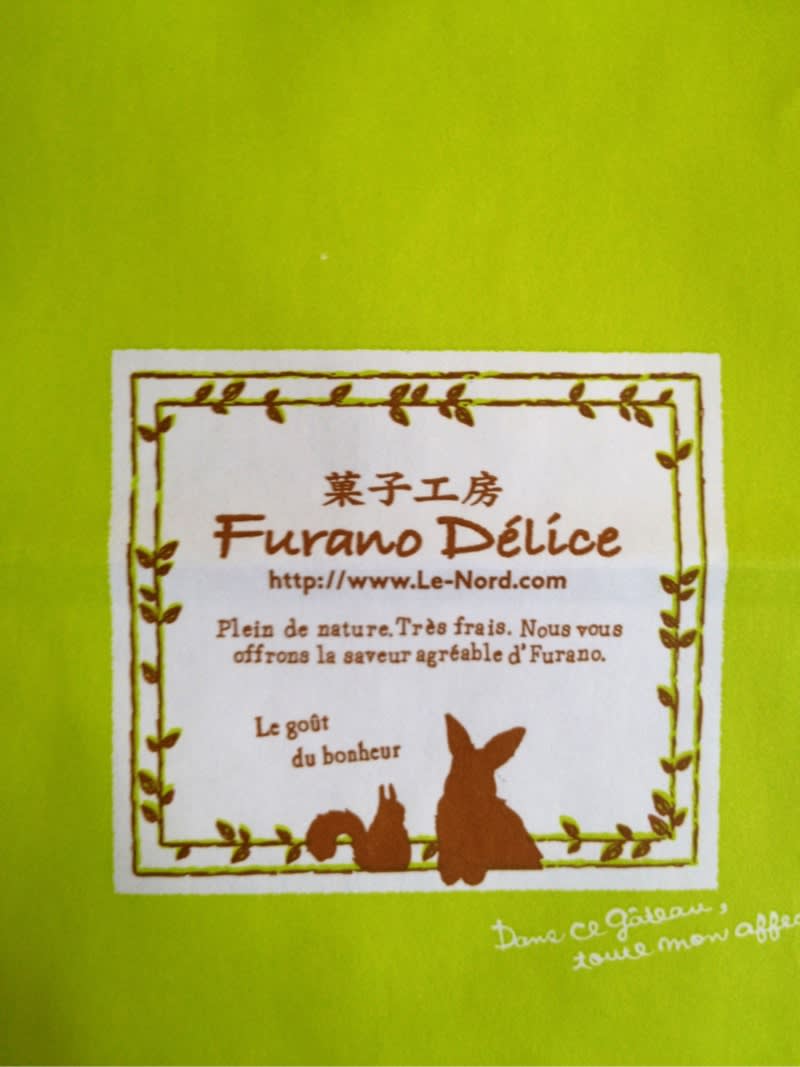 菓子工房
Furano Délice
http://www.Le-Nord.com
Plein de nature. Très frais. Nous vous
offrons la saveur agréable d'Furano.
Le goût
du bonheur
Dans ce gâteau,
toute mon